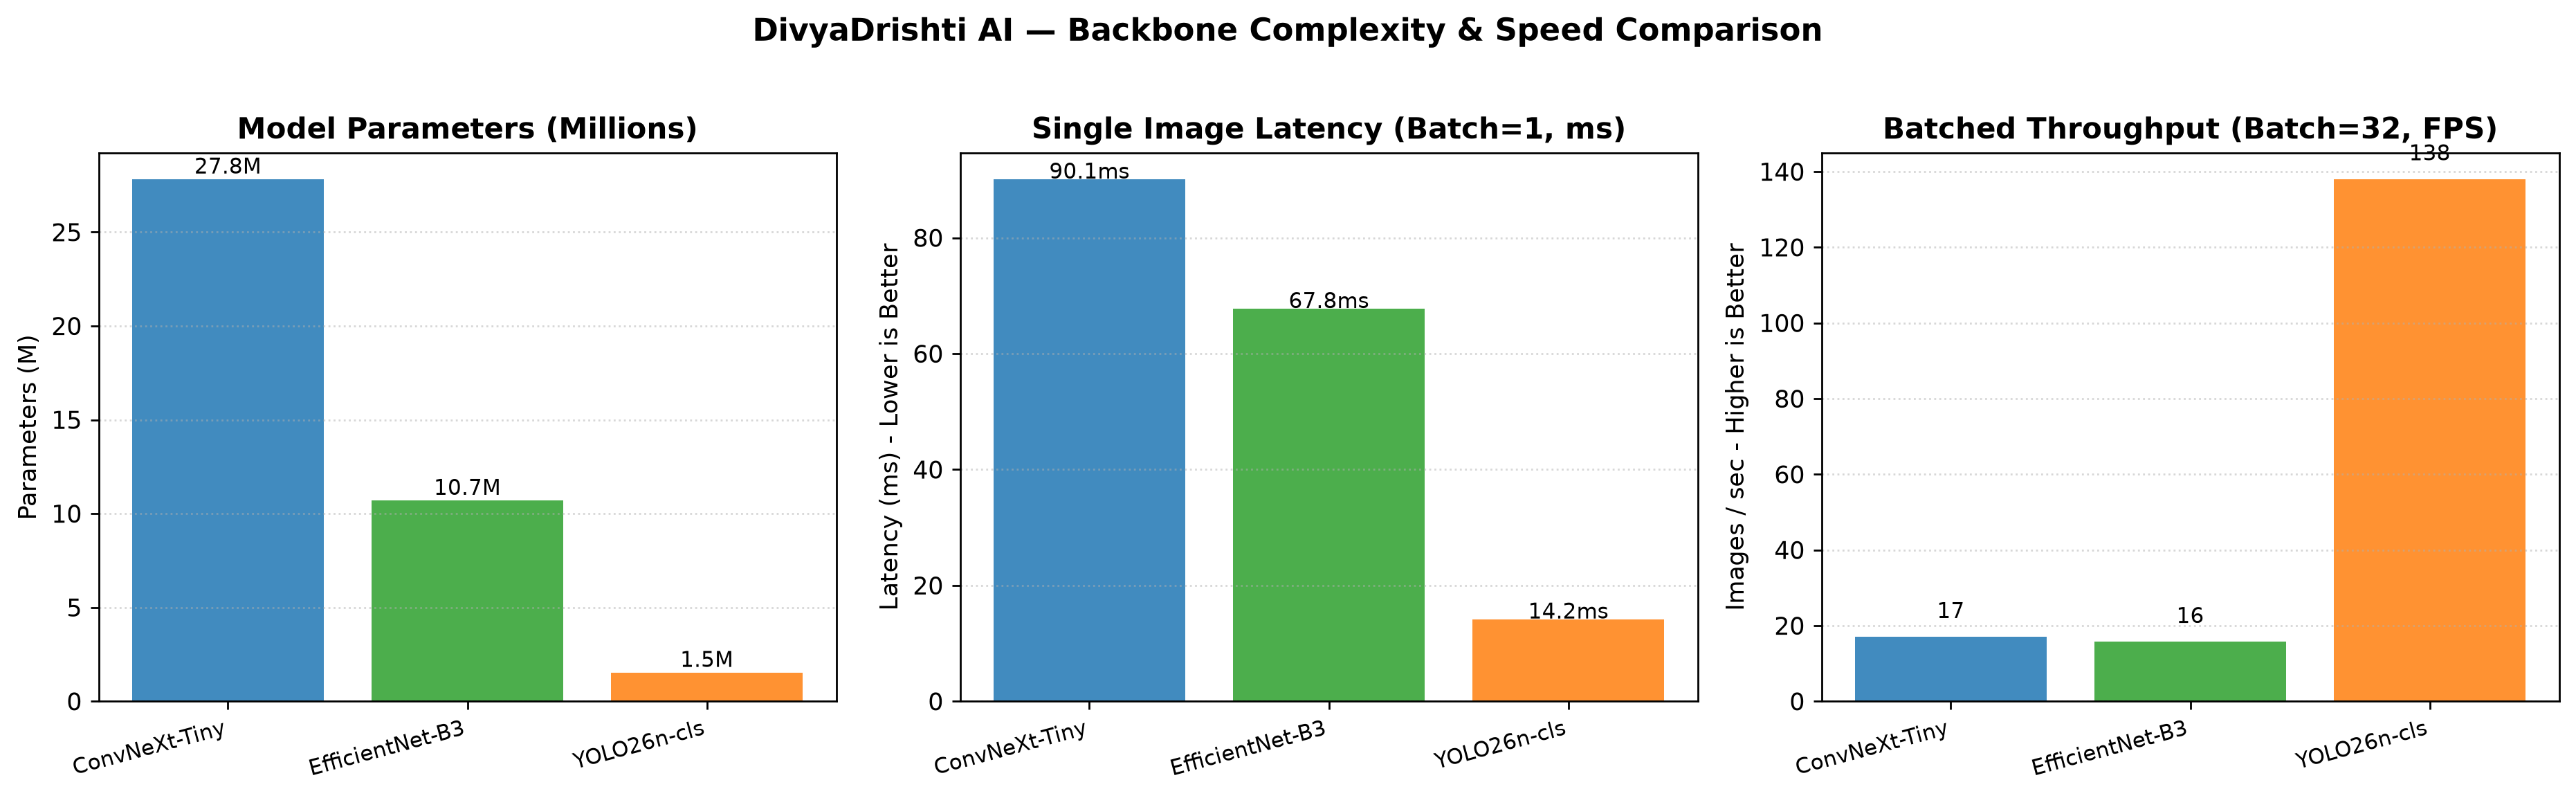 DivyaDrishti AI — Backbone Complexity & Speed Comparison
Model Parameters (Millions)
Parameters (M)
25
20
15
10
5
0
27.8M
10.7M
1.5M
ConvNeXt-Tiny
EfficientNet-B3
YOLO26n-cls
Single Image Latency (Batch=1, ms)
Latency (ms) - Lower is Better
80
60
40
20
0
90.1ms
67.8ms
14.2ms
ConvNeXt-Tiny
EfficientNet-B3
YOLO26n-cls
Batched Throughput (Batch=32, FPS)
Images / sec - Higher is Better
140
120
100
80
60
40
20
0
17
16
138
ConvNeXt-Tiny
EfficientNet-B3
YOLO26n-cls